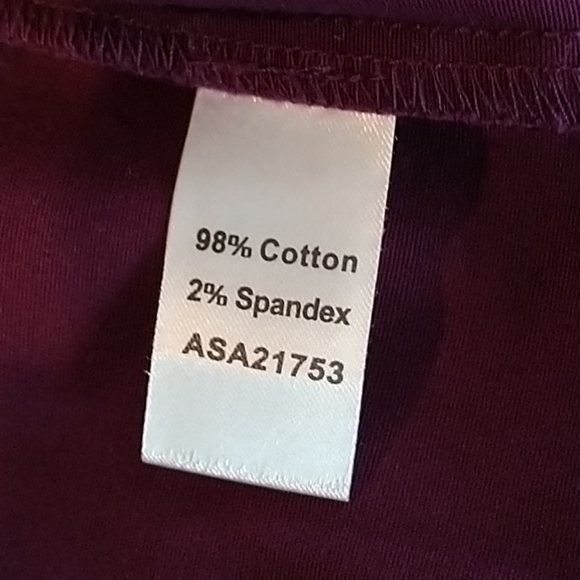 98% Cotton
2% Spandex
ASA21753